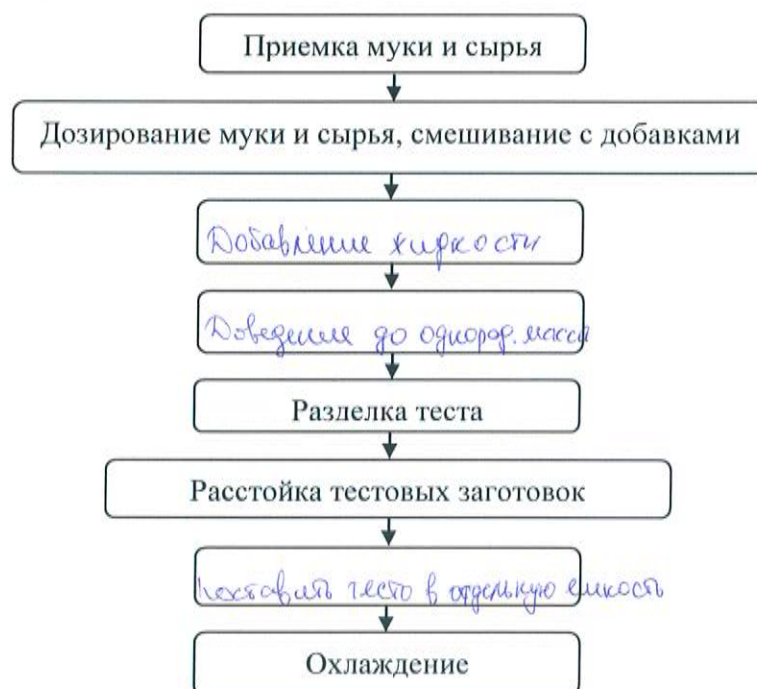 Приемка муки и сырья
Дозирование муки и сырья, смешивание с добавками
Добавление жидкости
Доведение до однород. массы
Разделка теста
Расстойка тестовых заготовок
поставить тесто в отдельную емкость
Охлаждение